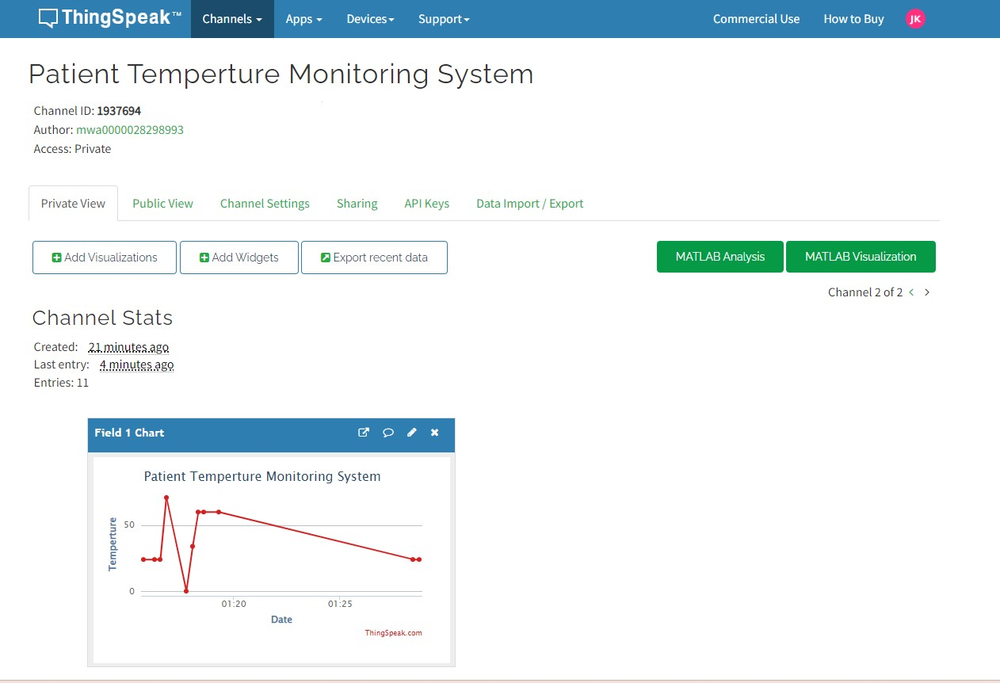 ThingSpeak™ Channels Apps Devices Support Commercial Use How to Buy JK
Patient Temperture Monitoring System
Channel ID: 1937694
Author: mwa0000028298993
Access: Private
Private View Public View Channel Settings Sharing API Keys Data Import / Export
Add Visualizations Add Widgets Export recent data MATLAB Analysis MATLAB Visualization
Channel 2 of 2 < >
Channel Stats
Created: 21 minutes ago
Last entry: 4 minutes ago
Entries: 11
Field 1 Chart
Patient Temperture Monitoring System
Temperture
50
0
01:20 01:25
Date
ThingSpeak.com